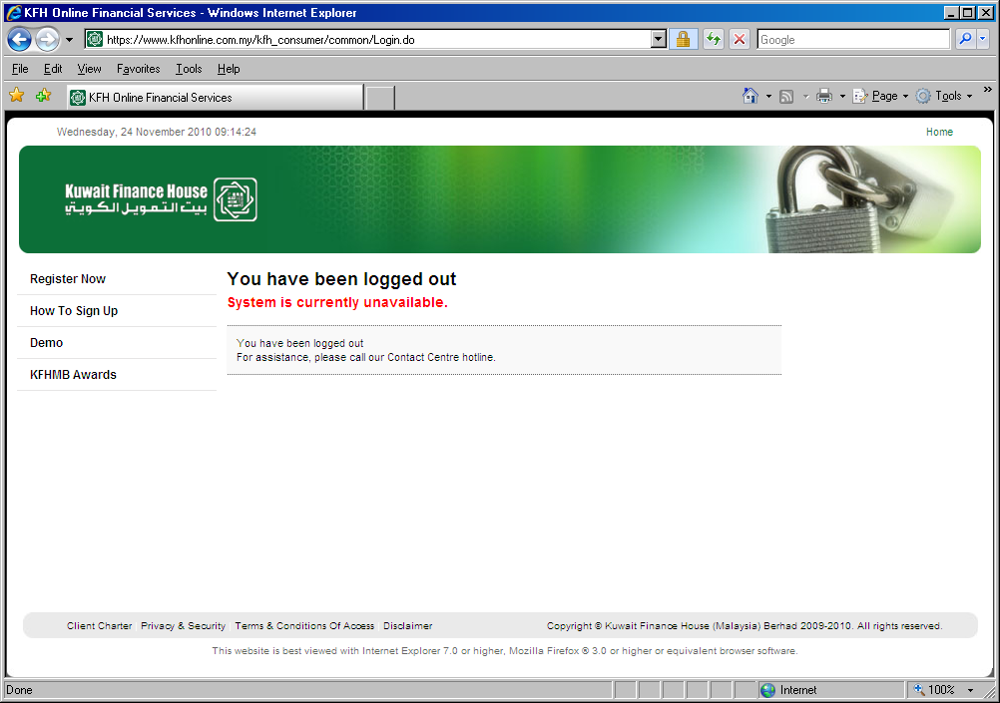 KFH Online Financial Services - Windows Internet Explorer
https://www.kfhonline.com.my/kfh_consumer/common/Login.do
Google
File Edit View Favorites Tools Help
KFH Online Financial Services
Page Tools »
Wednesday, 24 November 2010 09:14:24
Home
Kuwait Finance House
بيت التمويل الكويتي
Register Now
How To Sign Up
Demo
KFHMB Awards
You have been logged out
System is currently unavailable.
You have been logged out
For assistance, please call our Contact Centre hotline.
Client Charter Privacy & Security Terms & Conditions Of Access Disclaimer
Copyright © Kuwait Finance House (Malaysia) Berhad 2009-2010. All rights reserved.
This website is best viewed with Internet Explorer 7.0 or higher, Mozilla Firefox ® 3.0 or higher or equivalent browser software.
Done
Internet
100%